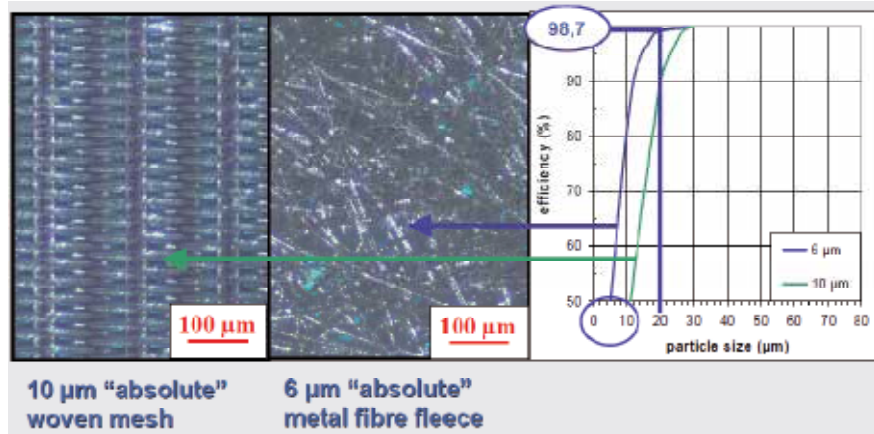 98,7
90
80
70
60
50
efficiency (%)
6 µm
10 µm
0 10 20 30 40 50 60 70 80
particle size (µm)
100 µm
100 µm
10 µm “absolute”
woven mesh
6 µm “absolute”
metal fibre fleece